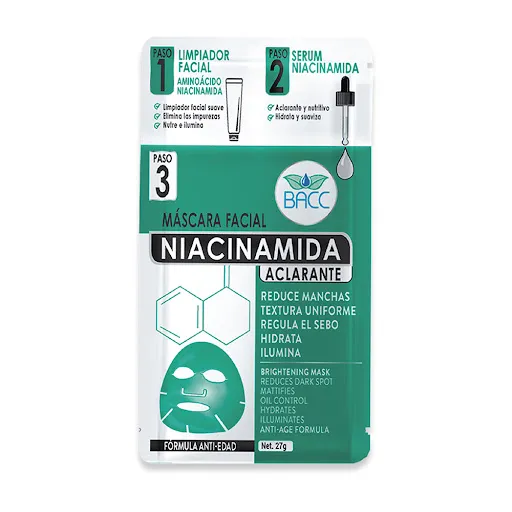 PASO
1
LIMPIADOR
FACIAL
AMINOÁCIDO
NIACINAMIDA
Limpiador facial suave
Elimina las impurezas
Nutre e ilumina
PASO
2
SERUM
NIACINAMIDA
Aclarante y nutritivo
Hidrata y suaviza
PASO
3
BACC
MÁSCARA FACIAL
NIACINAMIDA
ACLARANTE
REDUCE MANCHAS
TEXTURA UNIFORME
REGULA EL SEBO
HIDRATA
ILUMINA
BRIGHTENING MASK
REDUCES DARK SPOT
MATTIFIES
OIL CONTROL
HYDRATES
ILLUMINATES
ANTI-AGE FORMULA
FÓRMULA ANTI-EDAD
Net. 27g